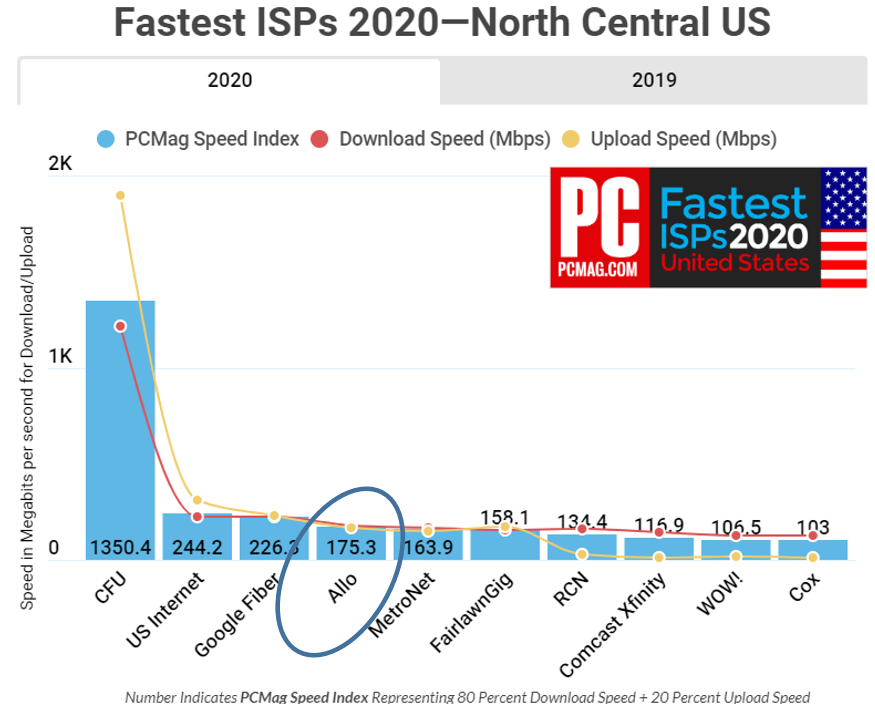 Fastest ISPs 2020—North Central US
2020
2019
PCMag Speed Index
Download Speed (Mbps)
Upload Speed (Mbps)
2K
PC
PCMAG.COM
Fastest
ISPs2020
United States
Speed in Megabits per second for Download/Upload
1K
0
1350.4
244.2
226.3
175.3
163.9
158.1
134.4
116.9
106.5
103
CFU
US Internet
Google Fiber
Allo
MetroNet
FairlawnGig
RCN
Comcast Xfinity
WOW!
Cox
Number Indicates PCMag Speed Index Representing 80 Percent Download Speed + 20 Percent Upload Speed